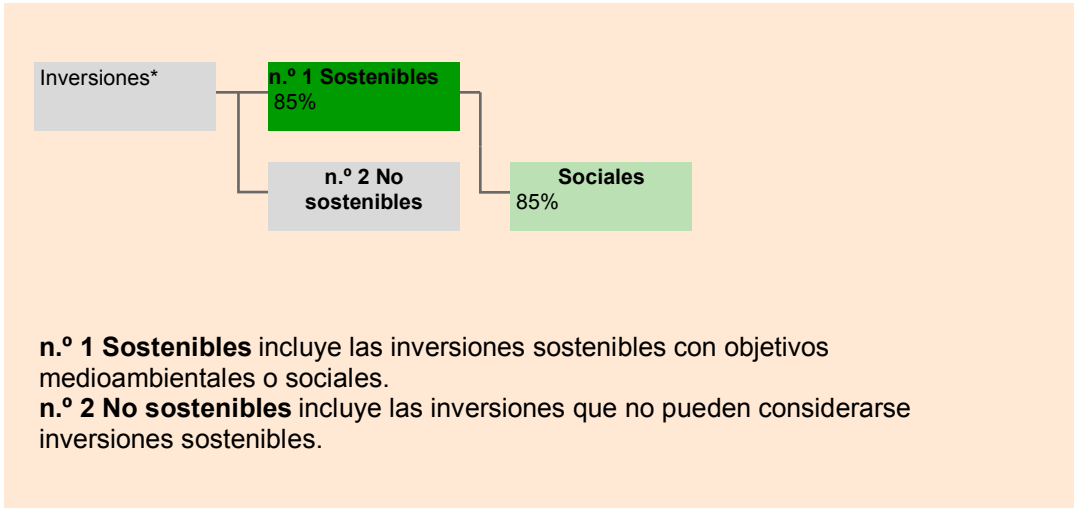 Inversiones*
n.º 1 Sostenibles
85%
n.º 2 No
sostenibles
Sociales
85%
n.º 1 Sostenibles incluye las inversiones sostenibles con objetivos
medioambientales o sociales.
n.º 2 No sostenibles incluye las inversiones que no pueden considerarse
inversiones sostenibles.